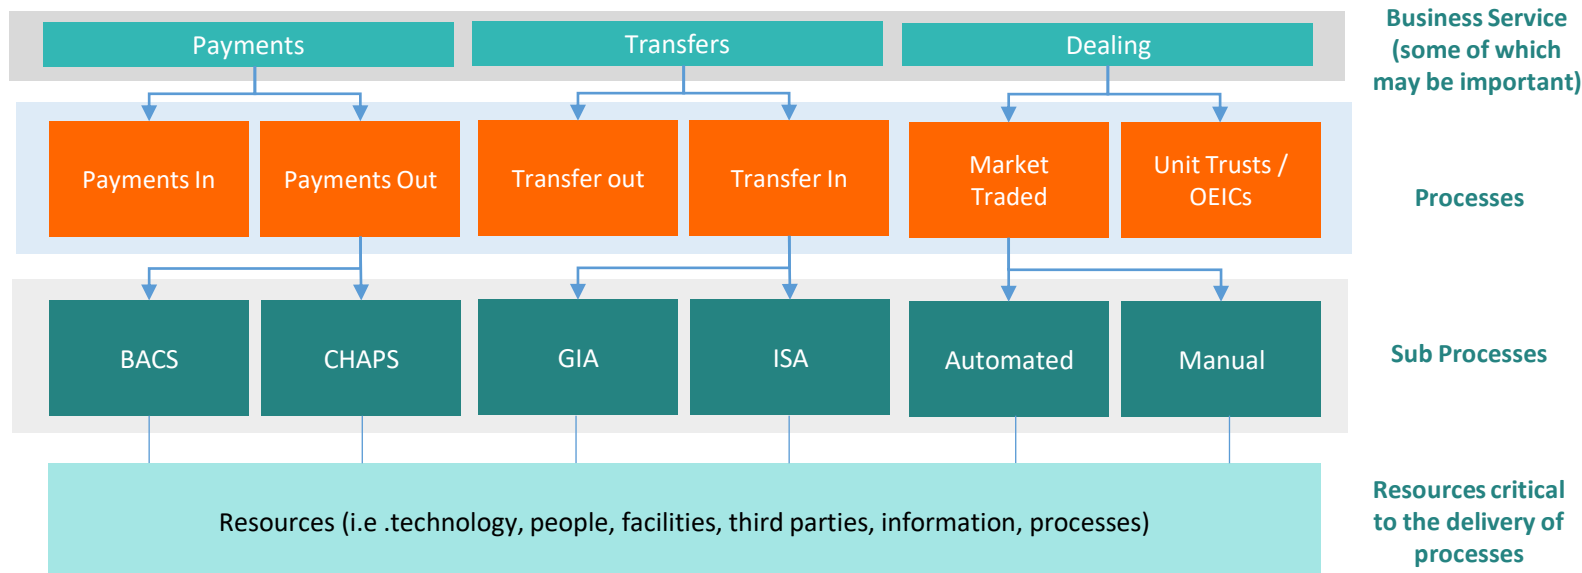 Payments
Transfers
Dealing
Business Service
(some of which
may be important)
Payments In
Payments Out
Transfer out
Transfer In
Market
Traded
Unit Trusts /
OEICs
Processes
BACS
CHAPS
GIA
ISA
Automated
Manual
Sub Processes
Resources (i.e .technology, people, facilities, third parties, information, processes)
Resources critical
to the delivery of
processes